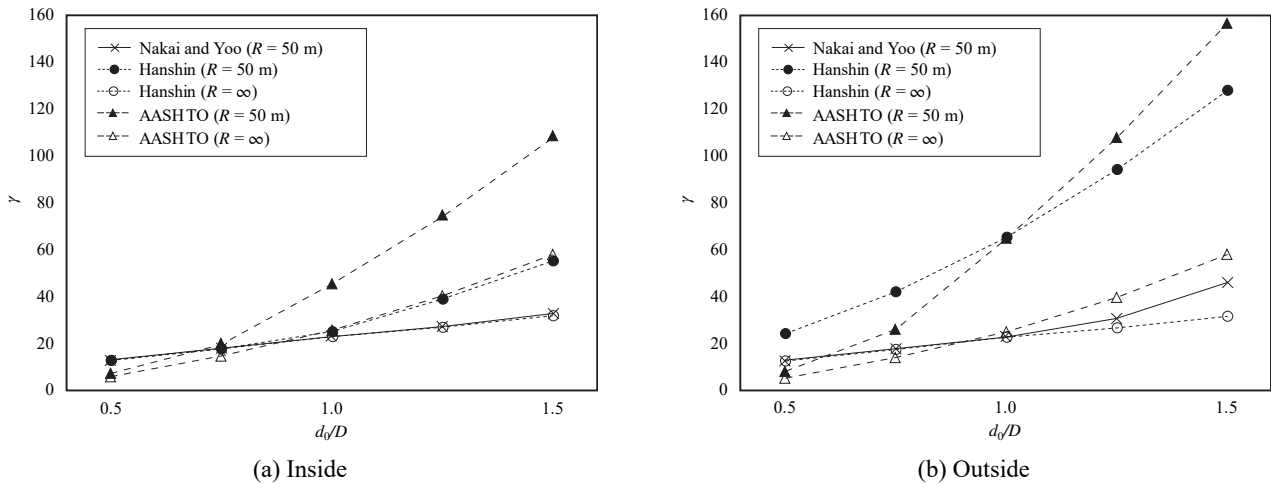 160
140
120
100
80
60
40
20
0
γ
Nakai and Yoo (R = 50 m)
Hanshin (R = 50 m)
Hanshin (R = ∞)
AASHTO (R = 50 m)
AASHTO (R = ∞)
0.5 1.0 1.5
d₀/D
(a) Inside
160
140
120
100
80
60
40
20
0
γ
Nakai and Yoo (R = 50 m)
Hanshin (R = 50 m)
Hanshin (R = ∞)
AASHTO (R = 50 m)
AASHTO (R = ∞)
0.5 1.0 1.5
d₀/D
(b) Outside